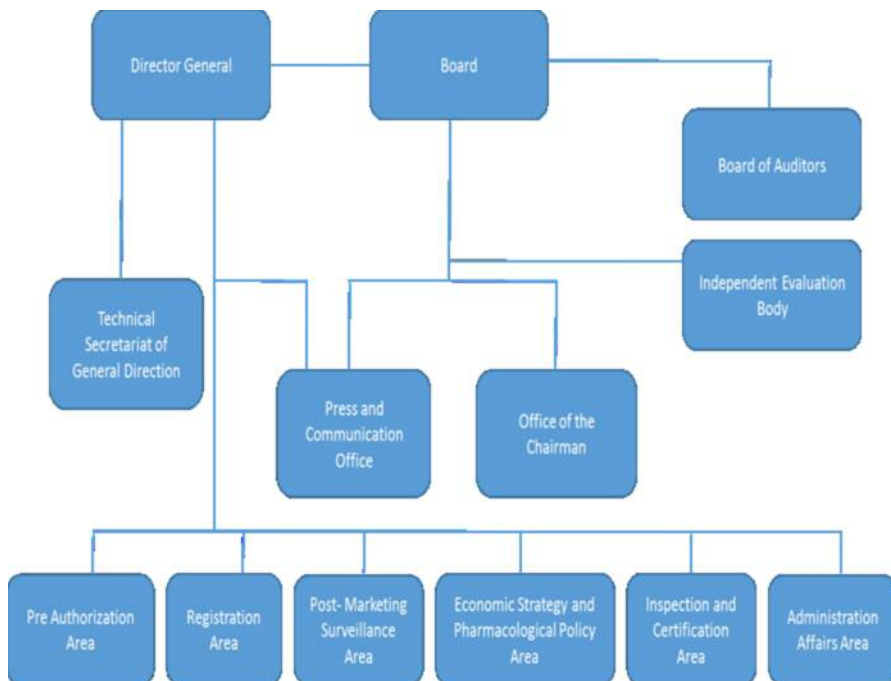 Director General
Board
Board of Auditors
Independent Evaluation
Body
Technical
Secretariat of
General Direction
Press and
Communication
Office
Office of the
Chairman
Pre Authorization
Area
Registration
Area
Post- Marketing
Surveillance
Area
Economic Strategy and
Pharmacological Policy
Area
Inspection and
Certification
Area
Administration
Affairs Area